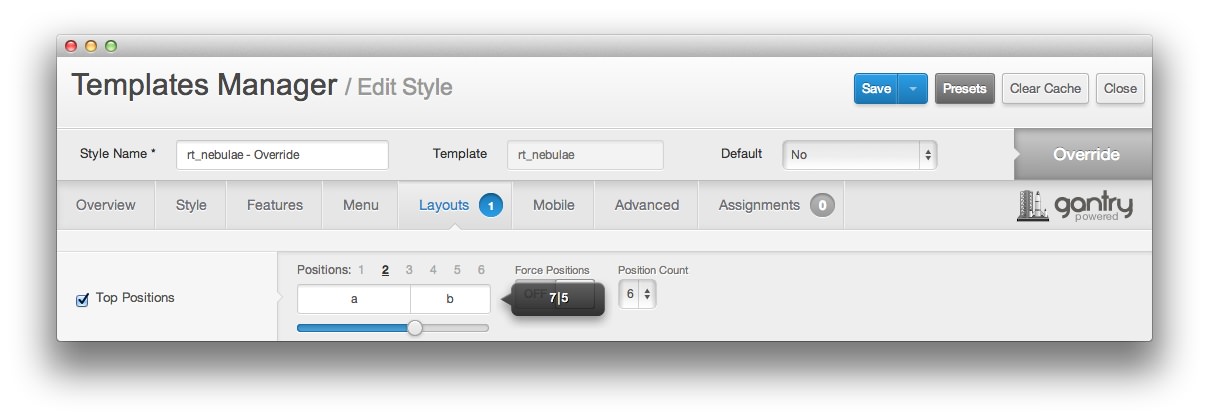 Templates Manager / Edit Style
Save Presets Clear Cache Close
Style Name * rt_nebulae - Override Template rt_nebulae Default No Override
Overview Style Features Menu Layouts 1 Mobile Advanced Assignments 0 gantry
powered
Positions: 1 2 3 4 5 6 Force Positions Position Count
Top Positions a b OFF 7|5 6